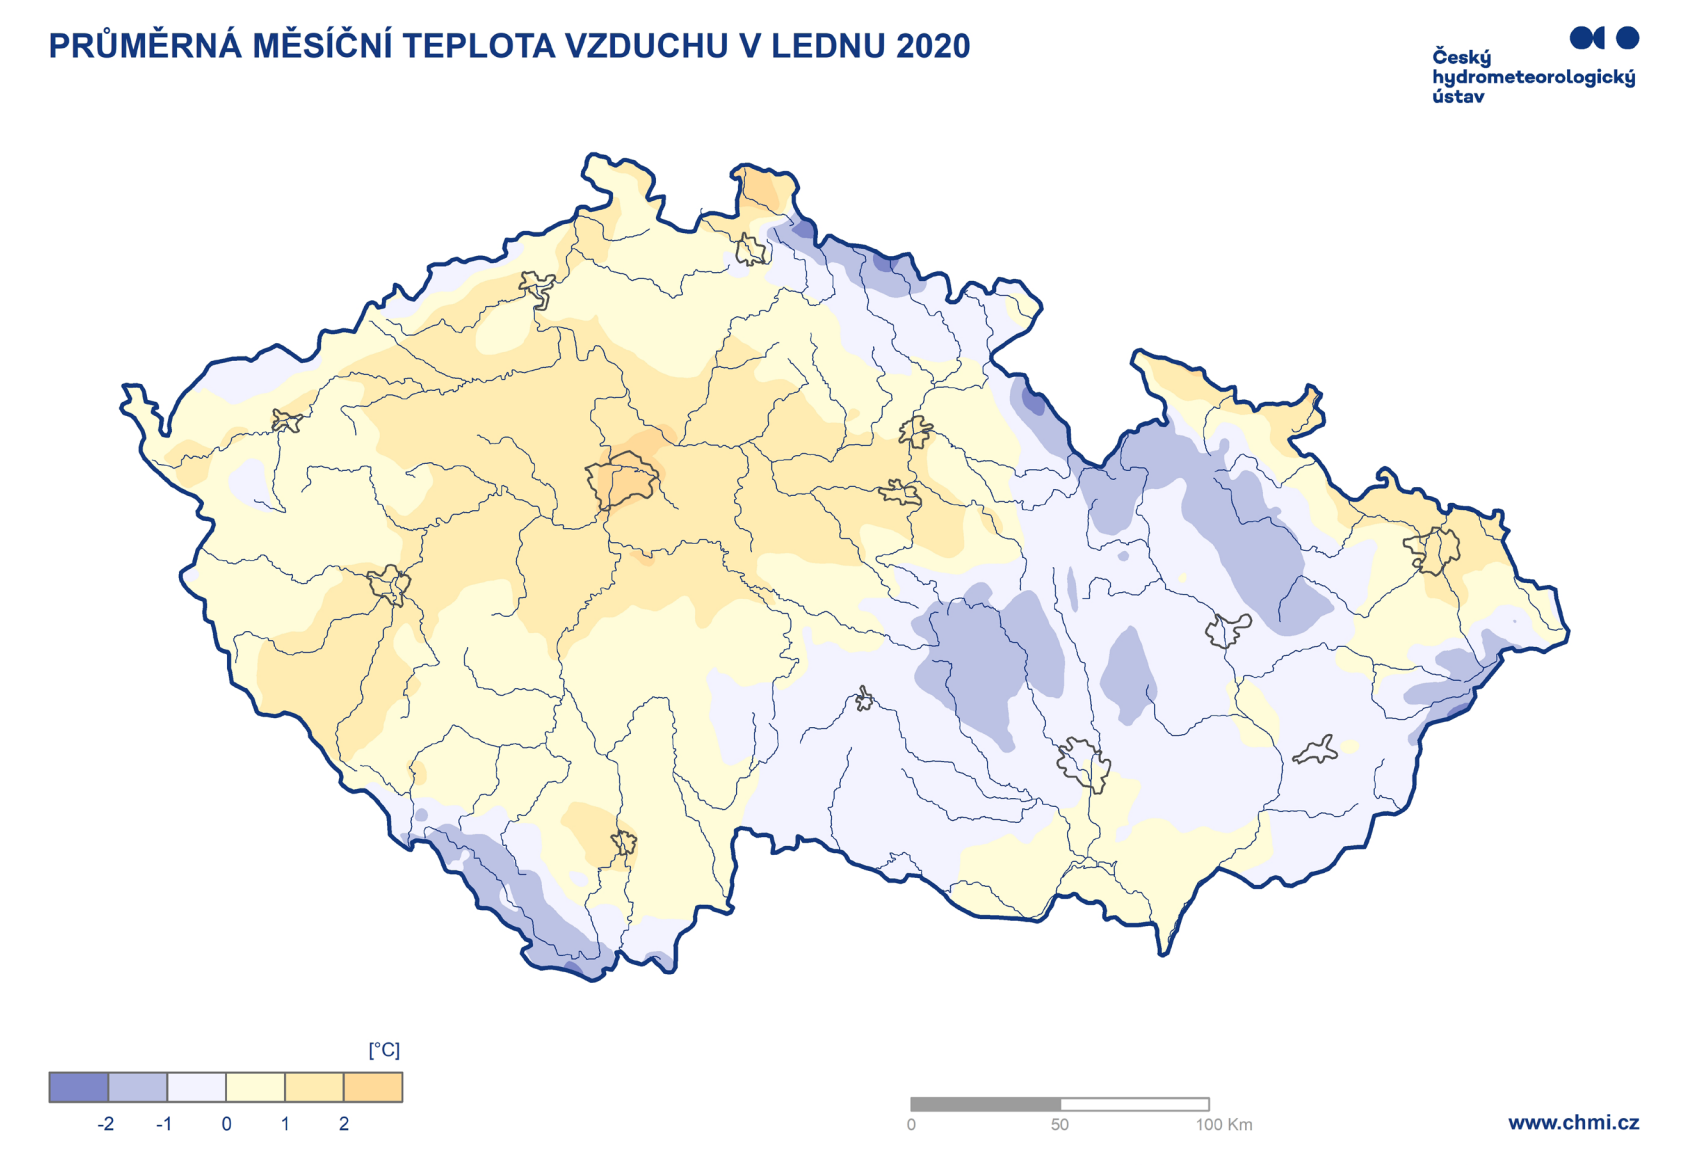 PRŮMĚRNÁ MĚSÍČNÍ TEPLOTA VZDUCHU V LEDNU 2020
Český
hydrometeorologický
ústav
[°C]
-2 -1 0 1 2
0 50 100 Km
www.chmi.cz